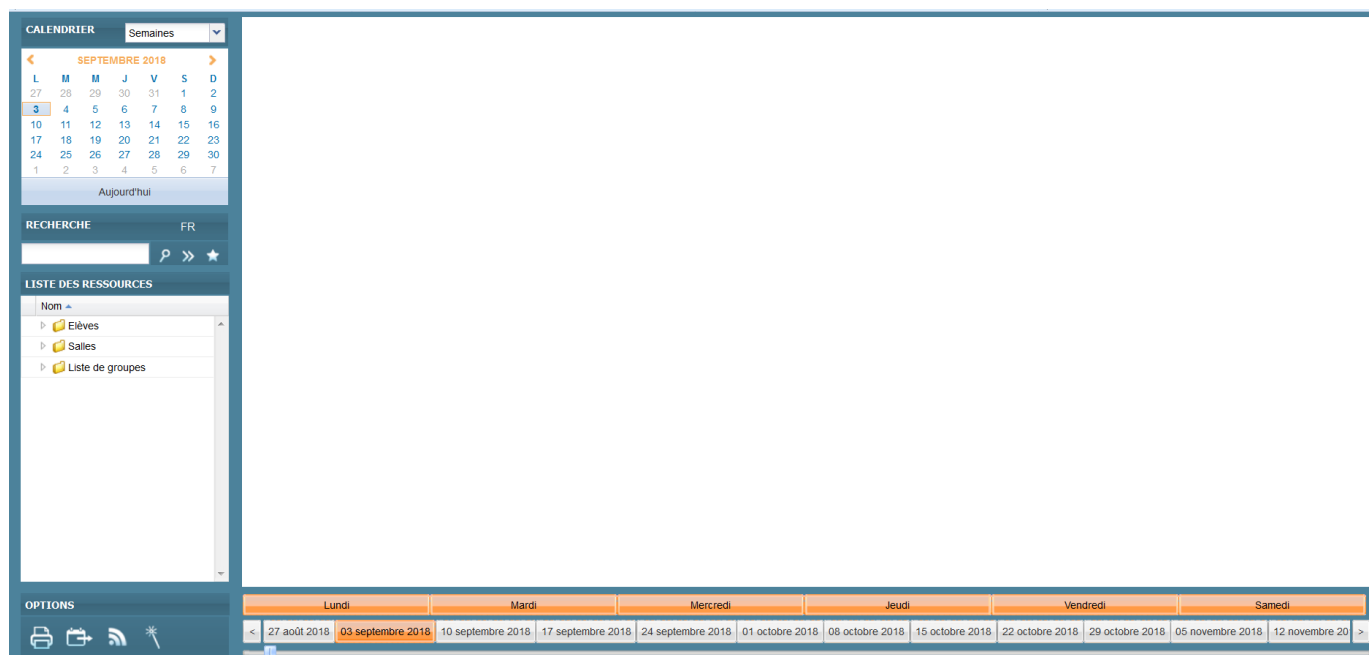 CALENDRIER Semaines
SEPTEMBRE 2018
L M M J V S D
27 28 29 30 31 1 2
3 4 5 6 7 8 9
10 11 12 13 14 15 16
17 18 19 20 21 22 23
24 25 26 27 28 29 30
1 2 3 4 5 6 7
Aujourd'hui
RECHERCHE FR
LISTE DES RESSOURCES
Nom
Elèves
Salles
Liste de groupes
OPTIONS
Lundi Mardi Mercredi Jeudi Vendredi Samedi
< 27 août 2018 03 septembre 2018 10 septembre 2018 17 septembre 2018 24 septembre 2018 01 octobre 2018 08 octobre 2018 15 octobre 2018 22 octobre 2018 29 octobre 2018 05 novembre 2018 12 novembre 20 >